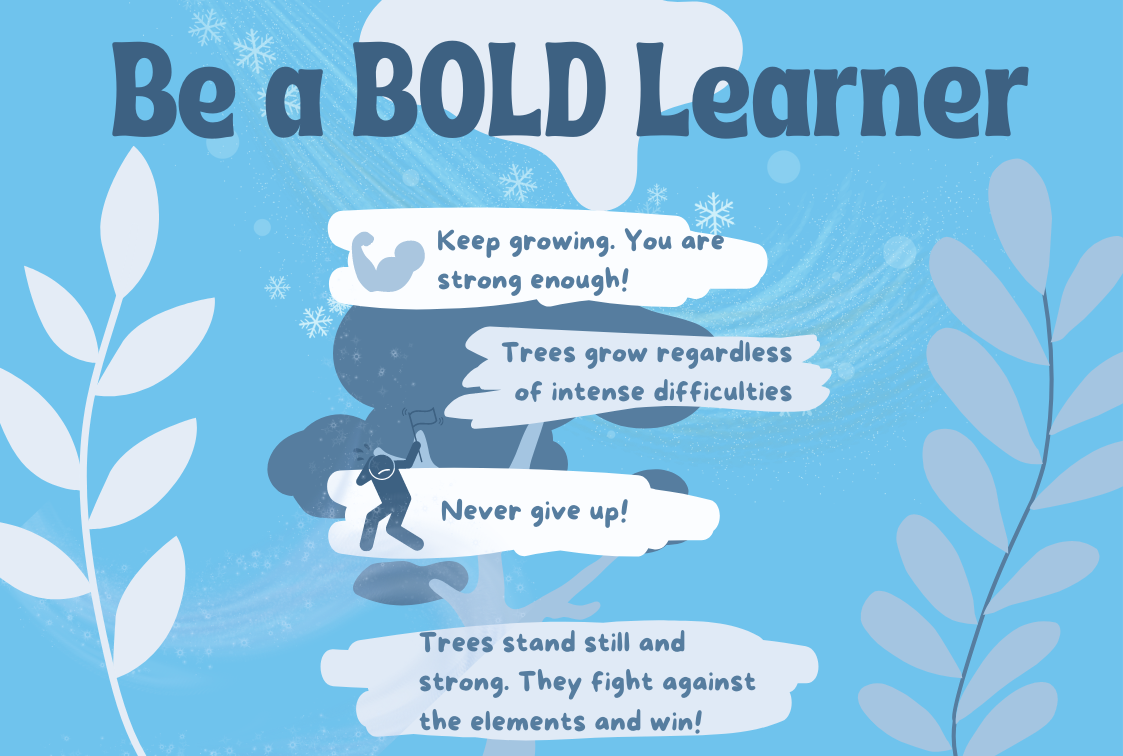 Be a BOLD Learner
Keep growing. You are
strong enough!
Trees grow regardless
of intense difficulties
Never give up!
Trees stand still and
strong. They fight against
the elements and win!